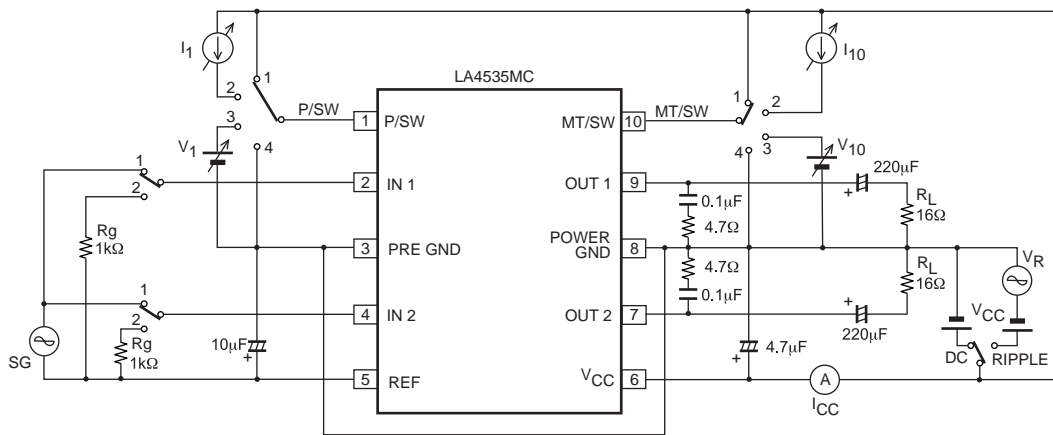 LA4535MC
I1
1
2
3
4
P/SW
V1
1
P/SW
1
2
2
IN 1
Rg
1kΩ
3
PRE GND
1
2
4
IN 2
Rg
1kΩ
SG
10μF
+
5
REF
I10
1
2
3
4
MT/SW
10
MT/SW
V10
9
OUT 1
220μF
+
0.1μF
4.7Ω
RL
16Ω
8
POWER
GND
4.7Ω
0.1μF
RL
16Ω
VR
7
OUT 2
+
220μF
VCC
DC
RIPPLE
4.7μF
+
6
VCC
A
ICC